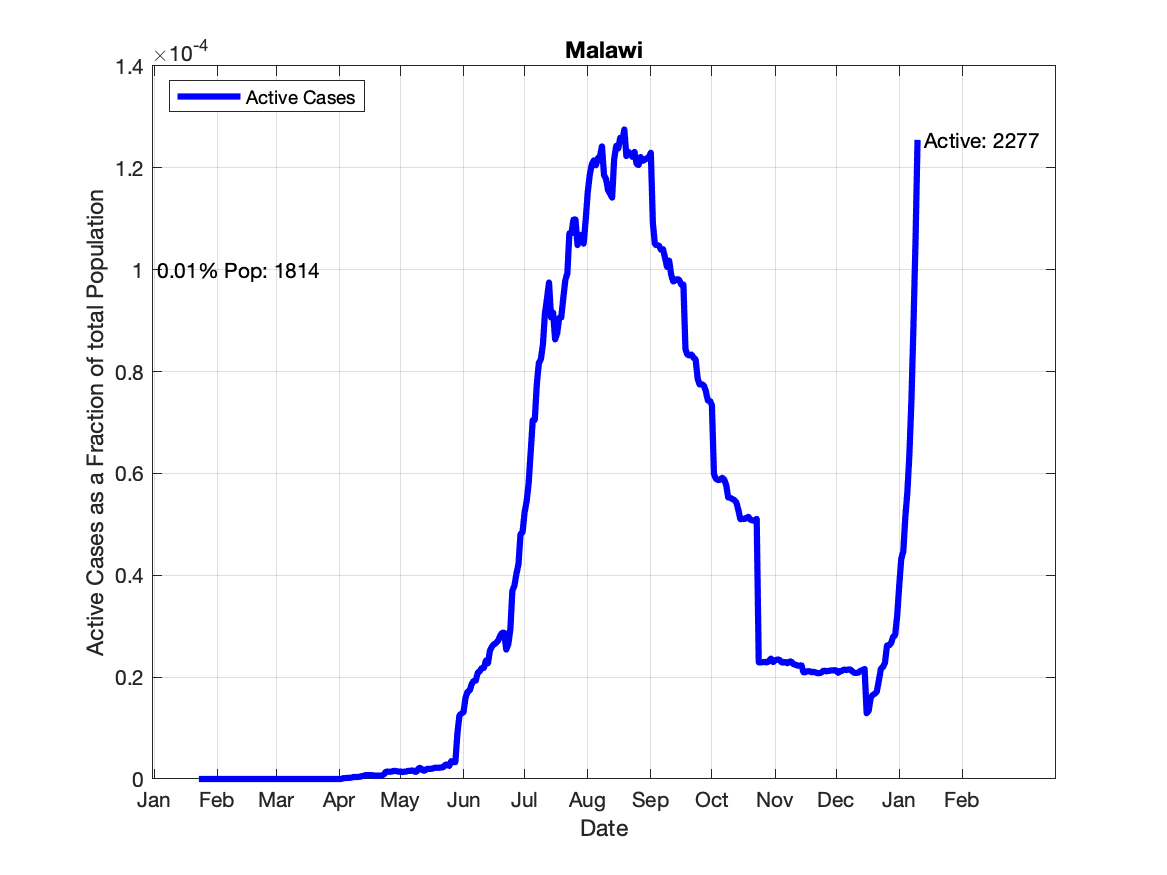 Malawi
×10-4
1.4
Active Cases
1.2
Active: 2277
1
0.01% Pop: 1814
0.8
0.6
0.4
0.2
0
Active Cases as a Fraction of total Population
Jan Feb Mar Apr May Jun Jul Aug Sep Oct Nov Dec Jan Feb
Date